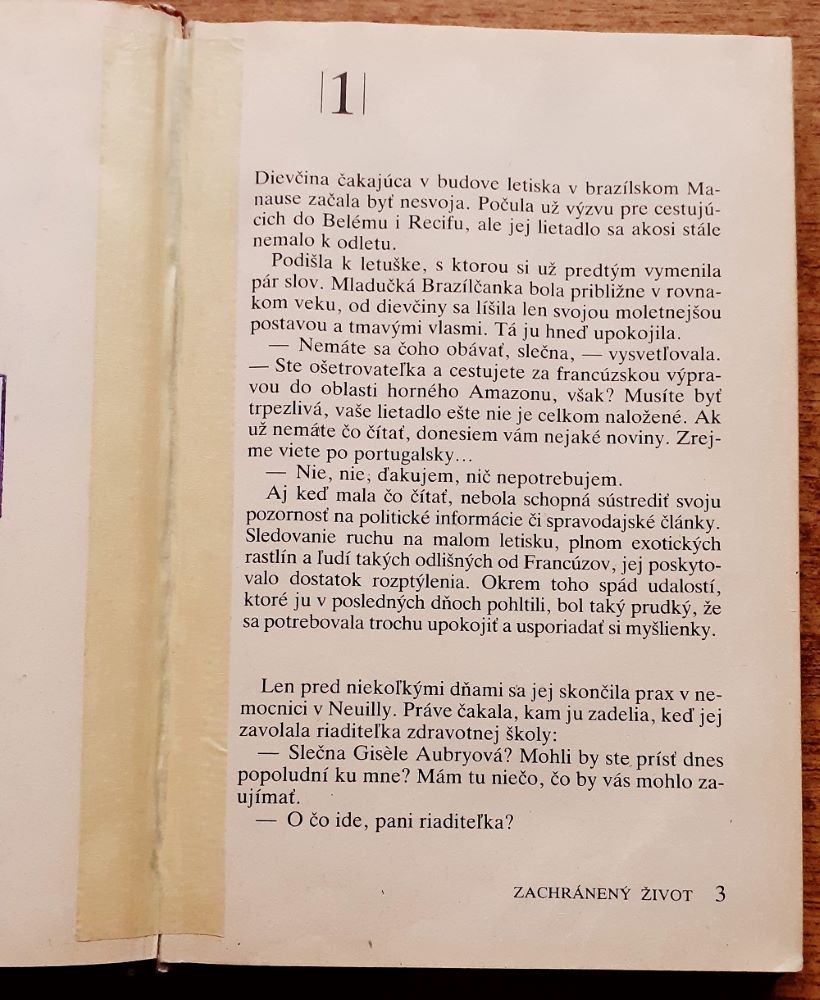 |1|
Dievčina čakajúca v budove letiska v brazílskom Ma-
nause začala byť nesvoja. Počula už výzvu pre cestujú-
cich do Belému i Recifu, ale jej lietadlo sa akosi stále
nemalo k odletu.
Podišla k letuške, s ktorou si už predtým vymenila
pár slov. Mladučká Brazílčanka bola približne v rovna-
kom veku, od dievčiny sa líšila len svojou moletnejšou
postavou a tmavými vlasmi. Tá ju hneď upokojila.
— Nemáte sa čoho obávať, slečna, — vysvetľovala.
— Ste ošetrovateľka a cestujete za francúzskou výpra-
vou do oblasti horného Amazonu, však? Musíte byť
trpezlivá, vaše lietadlo ešte nie je celkom naložené. Ak
už nemáte čo čítať, donesiem vám nejaké noviny. Zrej-
me viete po portugalsky...
— Nie, nie, ďakujem, nič nepotrebujem.
Aj keď mala čo čítať, nebola schopná sústrediť svoju
pozornosť na politické informácie či spravodajské články.
Sledovanie ruchu na malom letisku, plnom exotických
rastlín a ľudí takých odlišných od Francúzov, jej poskyto-
valo dostatok rozptýlenia. Okrem toho spád udalostí,
ktoré ju v posledných dňoch pohltili, bol taký prudký, že
sa potrebovala trochu upokojiť a usporiadať si myšlienky.
Len pred niekoľkými dňami sa jej skončila prax v ne-
mocnici v Neuilly. Práve čakala, kam ju zadelia, keď jej
zavolala riaditeľka zdravotnej školy:
— Slečna Gisèle Aubryová? Mohli by ste prísť dnes
popoludní ku mne? Mám tu niečo, čo by vás mohlo za-
ujímať.
— O čo ide, pani riaditeľka?
ZACHRÁNENÝ ŽIVOT 3